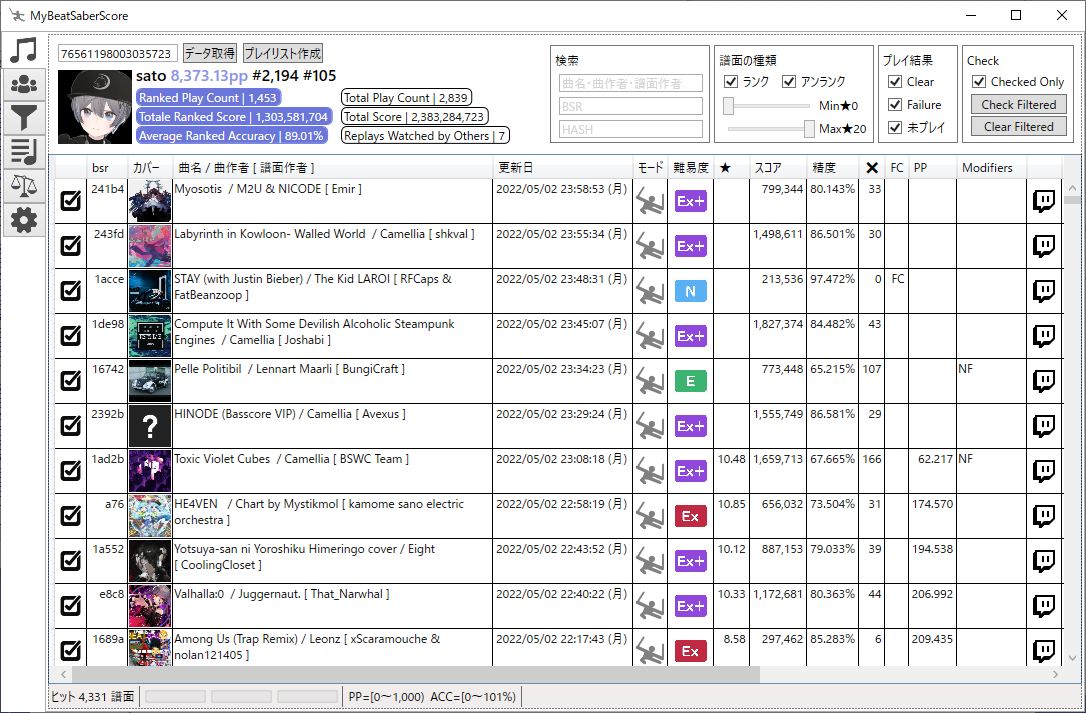 MyBeatSaberScore
76561198003035723 データ取得 プレイリスト作成
sato 8,373.13pp #2,194 #105
Ranked Play Count | 1,453 Total Play Count | 2,839
Totale Ranked Score | 1,303,581,704 Total Score | 2,383,284,723
Average Ranked Accuracy | 89.01% Replays Watched by Others | 7
検索
曲名・曲作者・譜面作者
BSR
HASH
譜面の種類
ランク アンランク
Min★0
Max★20
プレイ結果
Clear
Failure
未プレイ
Check
Checked Only
Check Filtered
Clear Filtered
bsr カバー 曲名 / 曲作者 [ 譜面作者 ] 更新日 モード 難易度 ★ スコア 精度 ✕ FC PP Modifiers
241b4 Myosotis / M2U & NICODE [ Emir ] 2022/05/02 23:58:53 (月) Ex+ 799,344 80.143% 33
243fd Labyrinth in Kowloon- Walled World / Camellia [ shkval ] 2022/05/02 23:55:34 (月) Ex+ 1,498,611 86.501% 30
1acce STAY (with Justin Bieber) / The Kid LAROI [ RFCaps & 2022/05/02 23:48:31 (月) N 213,536 97.472% 0 FC
FatBeanzoop ]
1de98 Compute It With Some Devilish Alcoholic Steampunk 2022/05/02 23:45:07 (月) Ex+ 1,827,374 84.482% 43
Engines / Camellia [ Joshabi ]
16742 Pelle Politibil / Lennart Maarli [ BungiCraft ] 2022/05/02 23:34:23 (月) E 773,448 65.215% 107 NF
2392b ? HINODE (Basscore VIP) / Camellia [ Avexus ] 2022/05/02 23:29:24 (月) Ex+ 1,555,749 86.581% 29
1ad2b Toxic Violet Cubes / Camellia [ BSWC Team ] 2022/05/02 23:08:18 (月) Ex+ 10.48 1,659,713 67.665% 166 62.217 NF
a76 HE4VEN / Chart by Mystikmol [ kamome sano electric 2022/05/02 22:58:19 (月) Ex 10.85 656,032 73.504% 31 174.570
orchestra ]
1a552 Yotsuya-san ni Yoroshiku Himeringo cover / Eight 2022/05/02 22:43:52 (月) Ex+ 10.12 887,153 79.033% 39 194.538
[ CoolingCloset ]
e8c8 Valhalla:0 / Juggernaut. [ That_Narwhal ] 2022/05/02 22:40:22 (月) Ex+ 10.33 1,172,681 80.363% 44 206.992
1689a Among Us (Trap Remix) / Leonz [ xScaramouche & 2022/05/02 22:17:43 (月) Ex 8.58 297,462 85.283% 6 209.435
nolan121405 ]
ヒット 4,331 譜面 PP=[0～1,000) ACC=[0～101%)